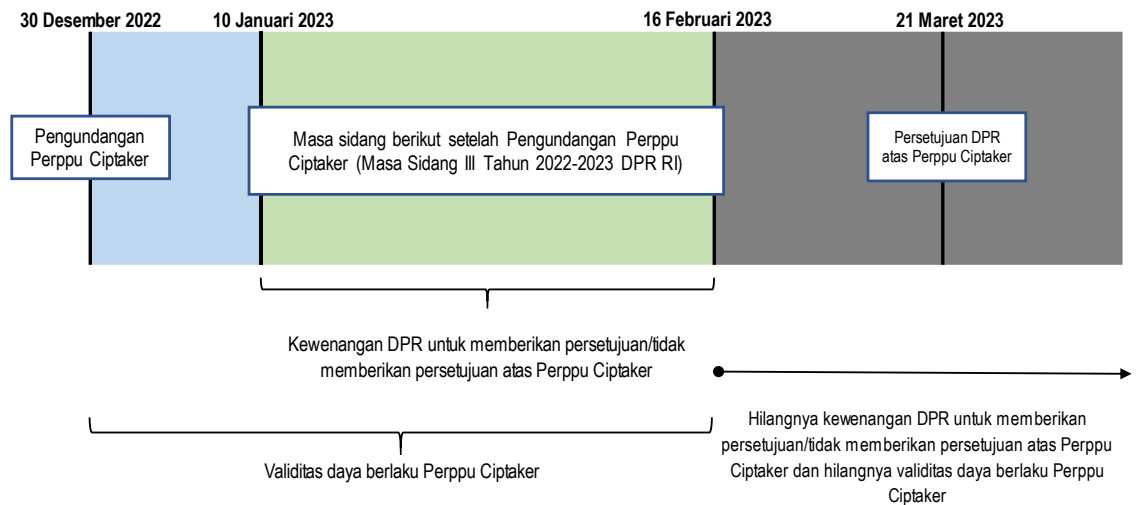 30 Desember 2022
10 Januari 2023
16 Februari 2023
21 Maret 2023
Pengundangan
Perppu Ciptaker
Masa sidang berikut setelah Pengundangan Perppu
Ciptaker (Masa Sidang III Tahun 2022-2023 DPR RI)
Persetujuan DPR
atas Perppu Ciptaker
Kewenangan DPR untuk memberikan persetujuan/tidak
memberikan persetujuan atas Perppu Ciptaker
Validitas daya berlaku Perppu Ciptaker
Hilangnya kewenangan DPR untuk memberikan
persetujuan/tidak memberikan persetujuan atas Perppu
Ciptaker dan hilangnya validitas daya berlaku Perppu
Ciptaker